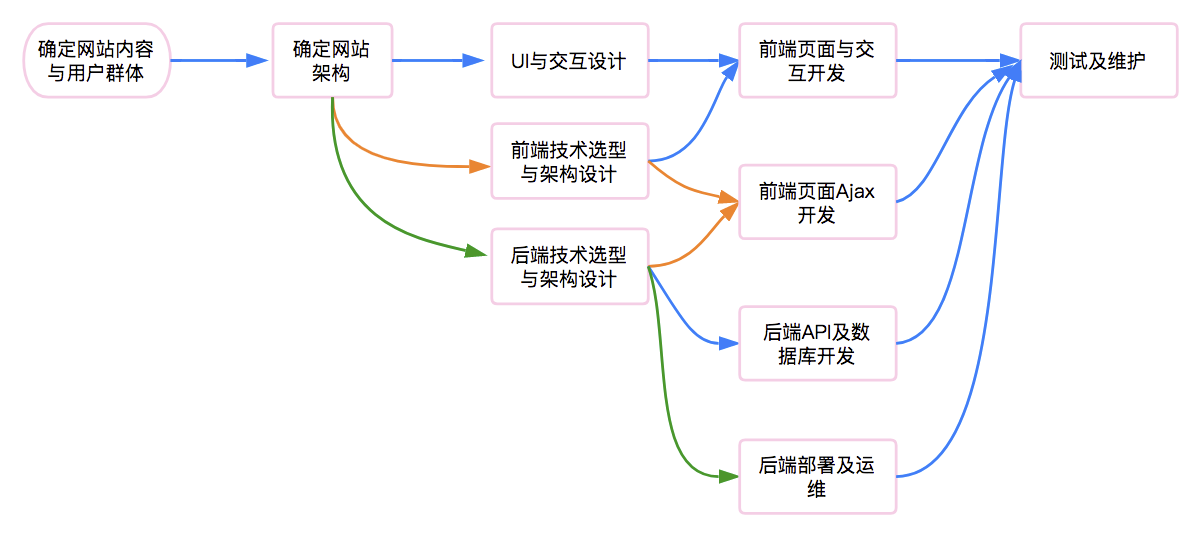 确定网站内容
与用户群体
确定网站
架构
UI与交互设计
前端页面与交
互开发
测试及维护
前端技术选型
与架构设计
前端页面Ajax
开发
后端技术选型
与架构设计
后端API及数
据库开发
后端部署及运
维